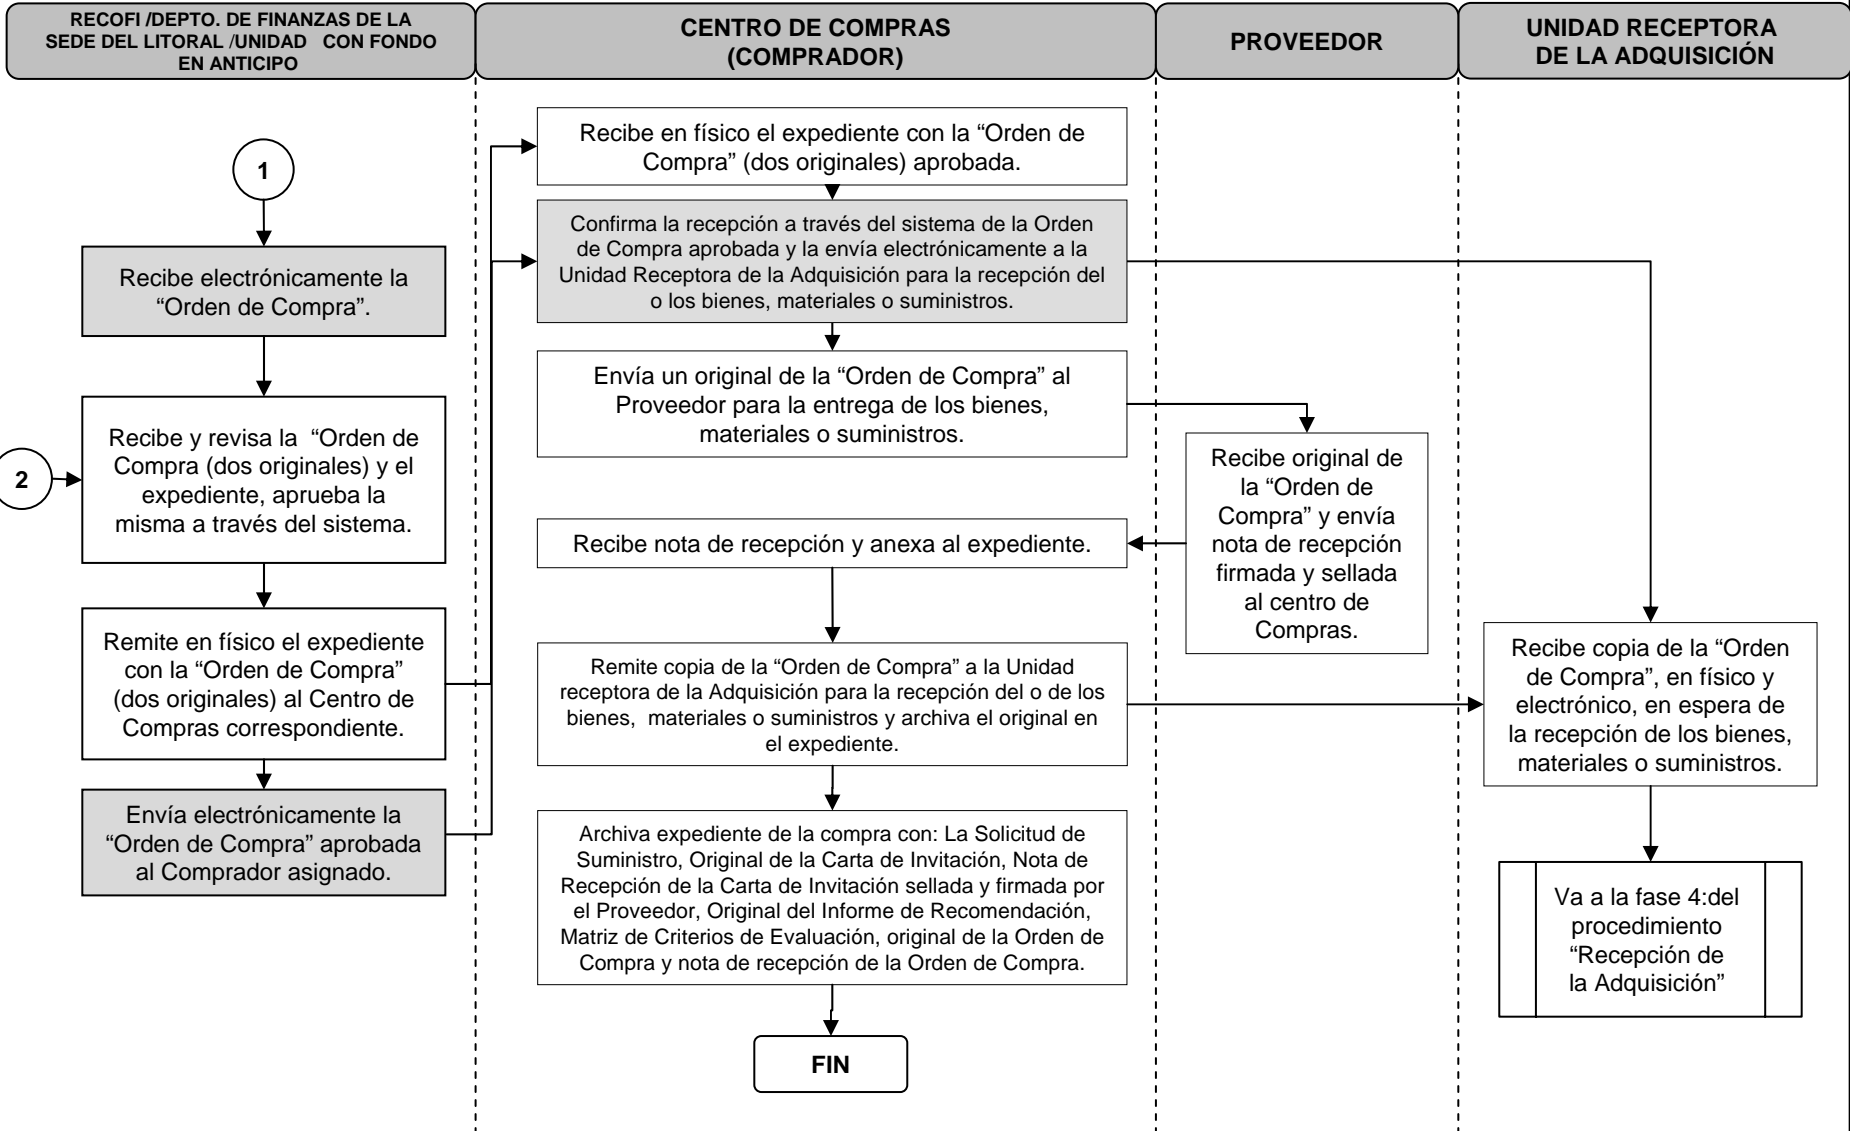 RECOFI /DEPTO. DE FINANZAS DE LA
SEDE DEL LITORAL /UNIDAD CON FONDO
EN ANTICIPO
CENTRO DE COMPRAS
(COMPRADOR)
PROVEEDOR
UNIDAD RECEPTORA
DE LA ADQUISICIÓN
1
Recibe electrónicamente la
“Orden de Compra”.
2
Recibe y revisa la “Orden de
Compra (dos originales) y el
expediente, aprueba la
misma a través del sistema.
Remite en físico el expediente
con la “Orden de Compra”
(dos originales) al Centro de
Compras correspondiente.
Envía electrónicamente la
“Orden de Compra” aprobada
al Comprador asignado.
Recibe en físico el expediente con la “Orden de
Compra” (dos originales) aprobada.
Confirma la recepción a través del sistema de la Orden
de Compra aprobada y la envía electrónicamente a la
Unidad Receptora de la Adquisición para la recepción del
o los bienes, materiales o suministros.
Envía un original de la “Orden de Compra” al
Proveedor para la entrega de los bienes,
materiales o suministros.
Recibe original de
la “Orden de
Compra” y envía
nota de recepción
firmada y sellada
al centro de
Compras.
Recibe nota de recepción y anexa al expediente.
Remite copia de la “Orden de Compra” a la Unidad
receptora de la Adquisición para la recepción del o de los
bienes, materiales o suministros y archiva el original en
el expediente.
Recibe copia de la “Orden
de Compra”, en físico y
electrónico, en espera de
la recepción de los bienes,
materiales o suministros.
Archiva expediente de la compra con: La Solicitud de
Suministro, Original de la Carta de Invitación, Nota de
Recepción de la Carta de Invitación sellada y firmada por
el Proveedor, Original del Informe de Recomendación,
Matriz de Criterios de Evaluación, original de la Orden de
Compra y nota de recepción de la Orden de Compra.
Va a la fase 4:del
procedimiento
“Recepción de
la Adquisición”
FIN